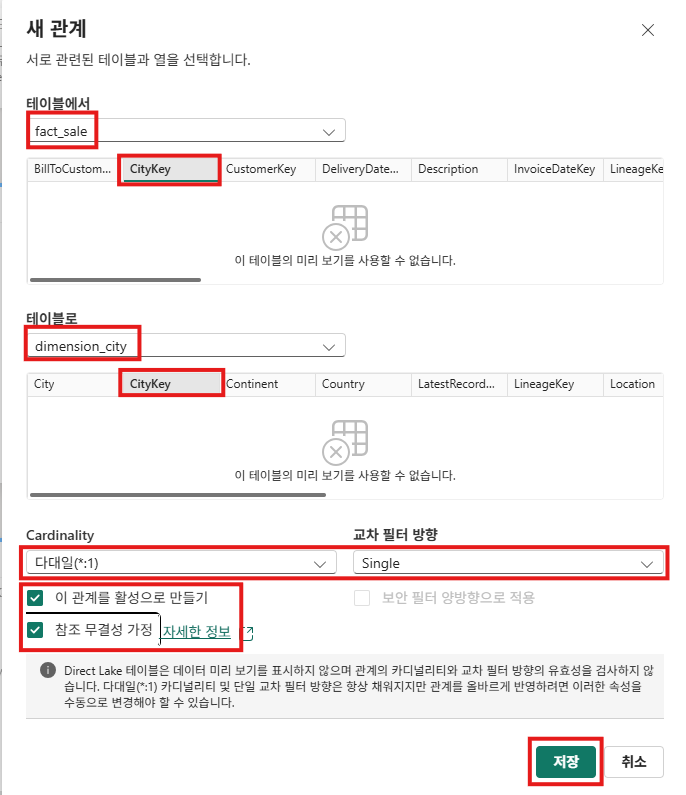 새 관계
서로 관련된 테이블과 열을 선택합니다.
테이블에서
fact_sale
BillToCustom... CityKey CustomerKey DeliveryDate... Description InvoiceDateKey LineageKe
이 테이블의 미리 보기를 사용할 수 없습니다.
테이블로
dimension_city
City CityKey Continent Country LatestRecord... LineageKey Location
이 테이블의 미리 보기를 사용할 수 없습니다.
Cardinality 교차 필터 방향
다대일(*:1) Single
이 관계를 활성으로 만들기 보안 필터 양방향으로 적용
참조 무결성 가정 자세한 정보
Direct Lake 테이블은 데이터 미리 보기를 표시하지 않으며 관계의 카디널리티와 교차 필터 방향의 유효성을 검사하지 않
습니다. 다대일(*:1) 카디널리티 및 단일 교차 필터 방향은 항상 채워지지만 관계를 올바르게 반영하려면 이러한 속성을
수동으로 변경해야 할 수 있습니다.
저장 취소